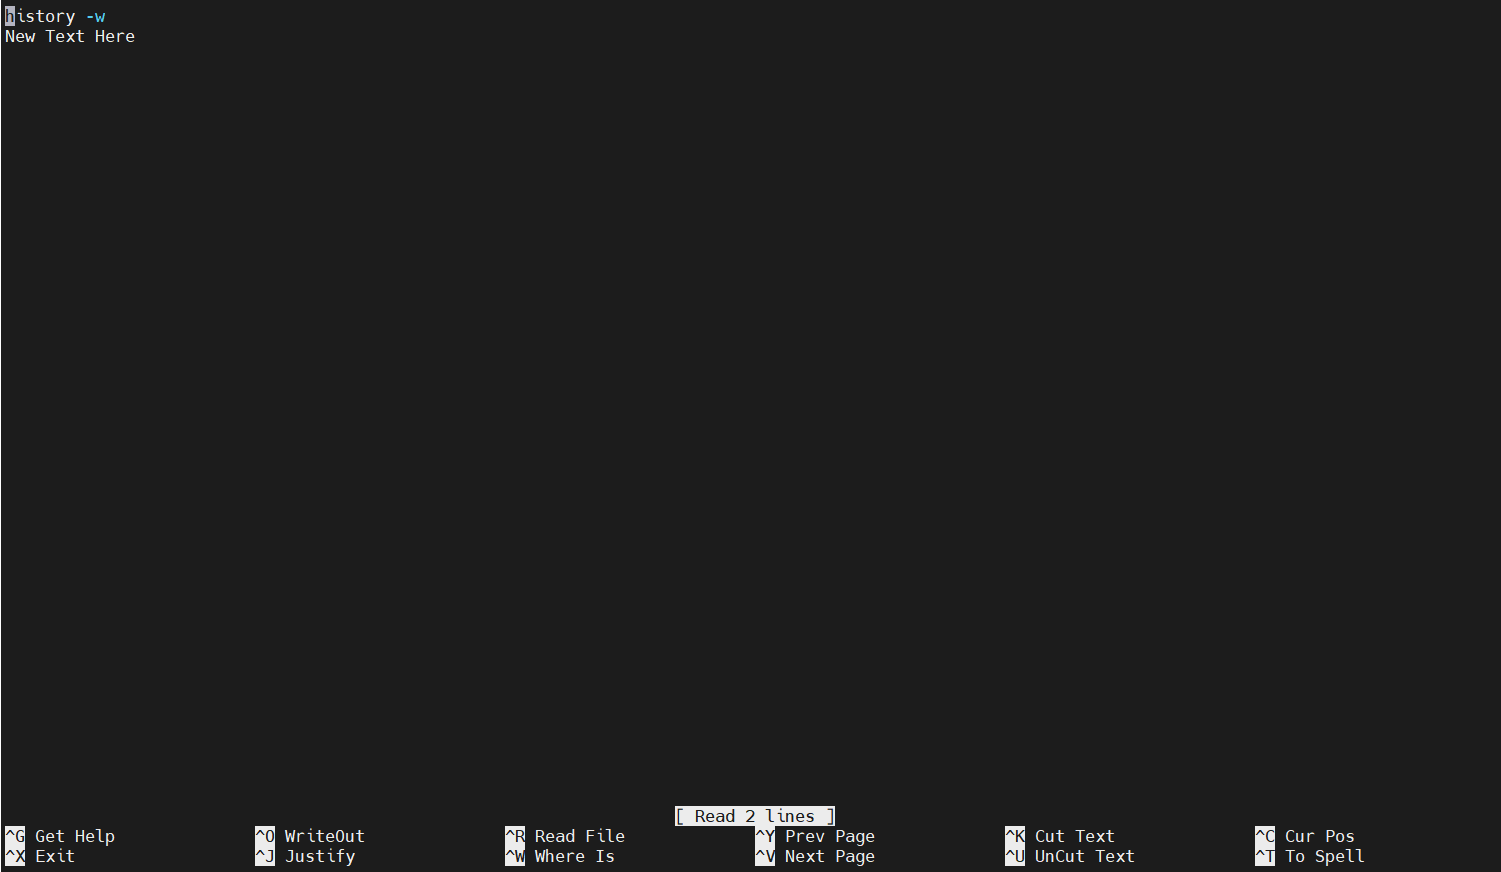 history -w
New Text Here
[ Read 2 lines ]
^G Get Help ^O WriteOut ^R Read File ^Y Prev Page ^K Cut Text ^C Cur Pos
^X Exit ^J Justify ^W Where Is ^V Next Page ^U UnCut Text ^T To Spell